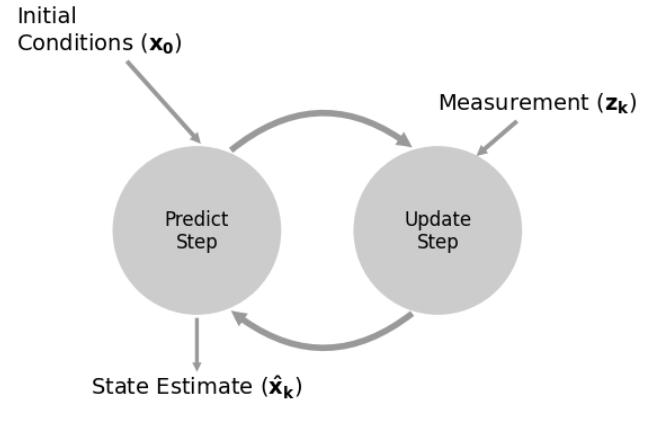 Initial
Conditions (x₀)
Measurement (zₖ)
Predict
Step
Update
Step
State Estimate (x̂ₖ)